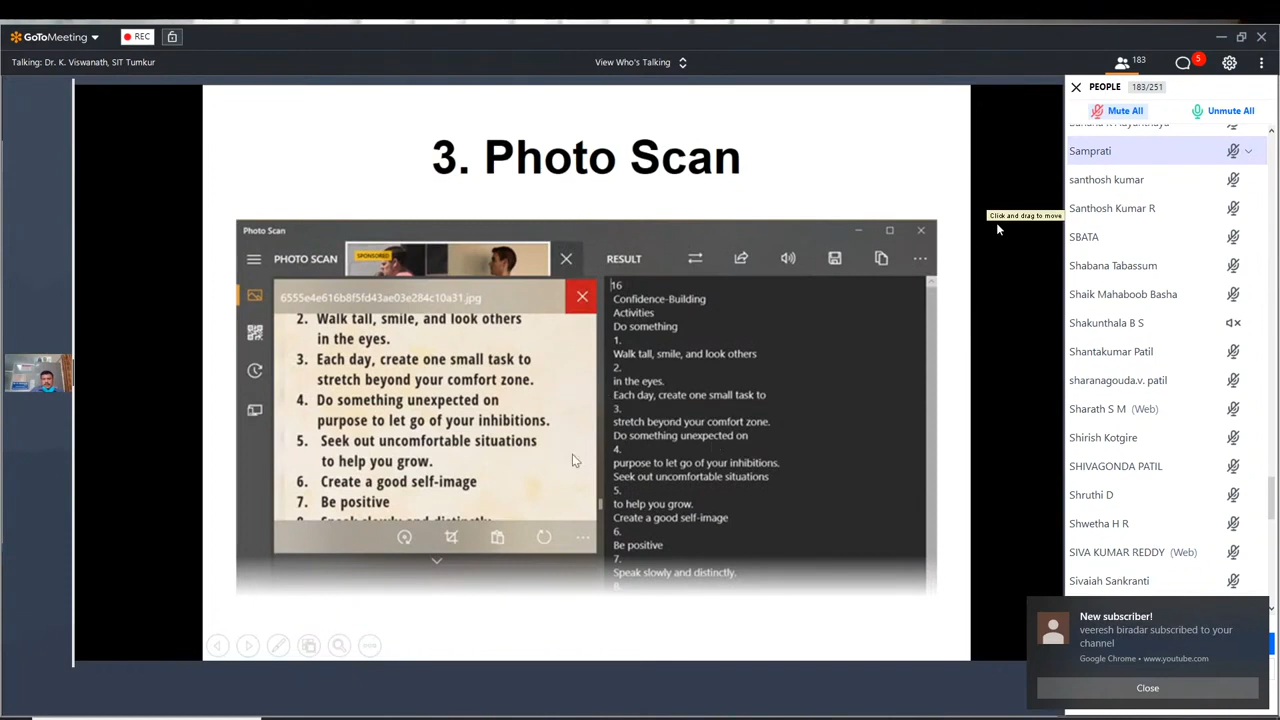 GoToMeeting
REC
Talking: Dr. K. Viswanath, SIT Tumkur
View Who's Talking
183
5
PEOPLE 183/251
Mute All
Unmute All
Samprati
santhosh kumar
Santhosh Kumar R
SBATA
Shabana Tabassum
Shaik Mahaboob Basha
Shakunthala B S
Shantakumar Patil
sharanagouda.v. patil
Sharath S M (Web)
Shirish Kotgire
SHIVAGONDA PATIL
Shruthi D
Shwetha H R
SIVA KUMAR REDDY (Web)
Sivaiah Sankranti
Click and drag to move
3. Photo Scan
Photo Scan
PHOTO SCAN
SPONSORED
RESULT
6555e4e616b8f5fd43ae03e284c10a31.jpg
2. Walk tall, smile, and look others
in the eyes.
3. Each day, create one small task to
stretch beyond your comfort zone.
4. Do something unexpected on
purpose to let go of your inhibitions.
5. Seek out uncomfortable situations
to help you grow.
6. Create a good self-image
7. Be positive
8. Speak slowly and distinctly.
16
Confidence-Building
Activities
Do something
1.
Walk tall, smile, and look others
2.
in the eyes.
Each day, create one small task to
3.
stretch beyond your comfort zone.
Do something unexpected on
4.
purpose to let go of your inhibitions.
Seek out uncomfortable situations
5.
to help you grow.
Create a good self-image
6.
Be positive
7.
Speak slowly and distinctly.
8.
New subscriber!
veeresh biradar subscribed to your
channel
Google Chrome • www.youtube.com
Close